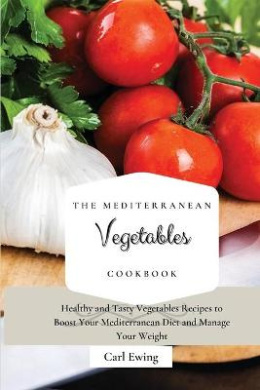 THE MEDITERRANEAN
Vegetables
COOKBOOK
Healthy and Tasty Vegetables Recipes to
Boost Your Mediterranean Diet and Manage
Your Weight
Carl Ewing